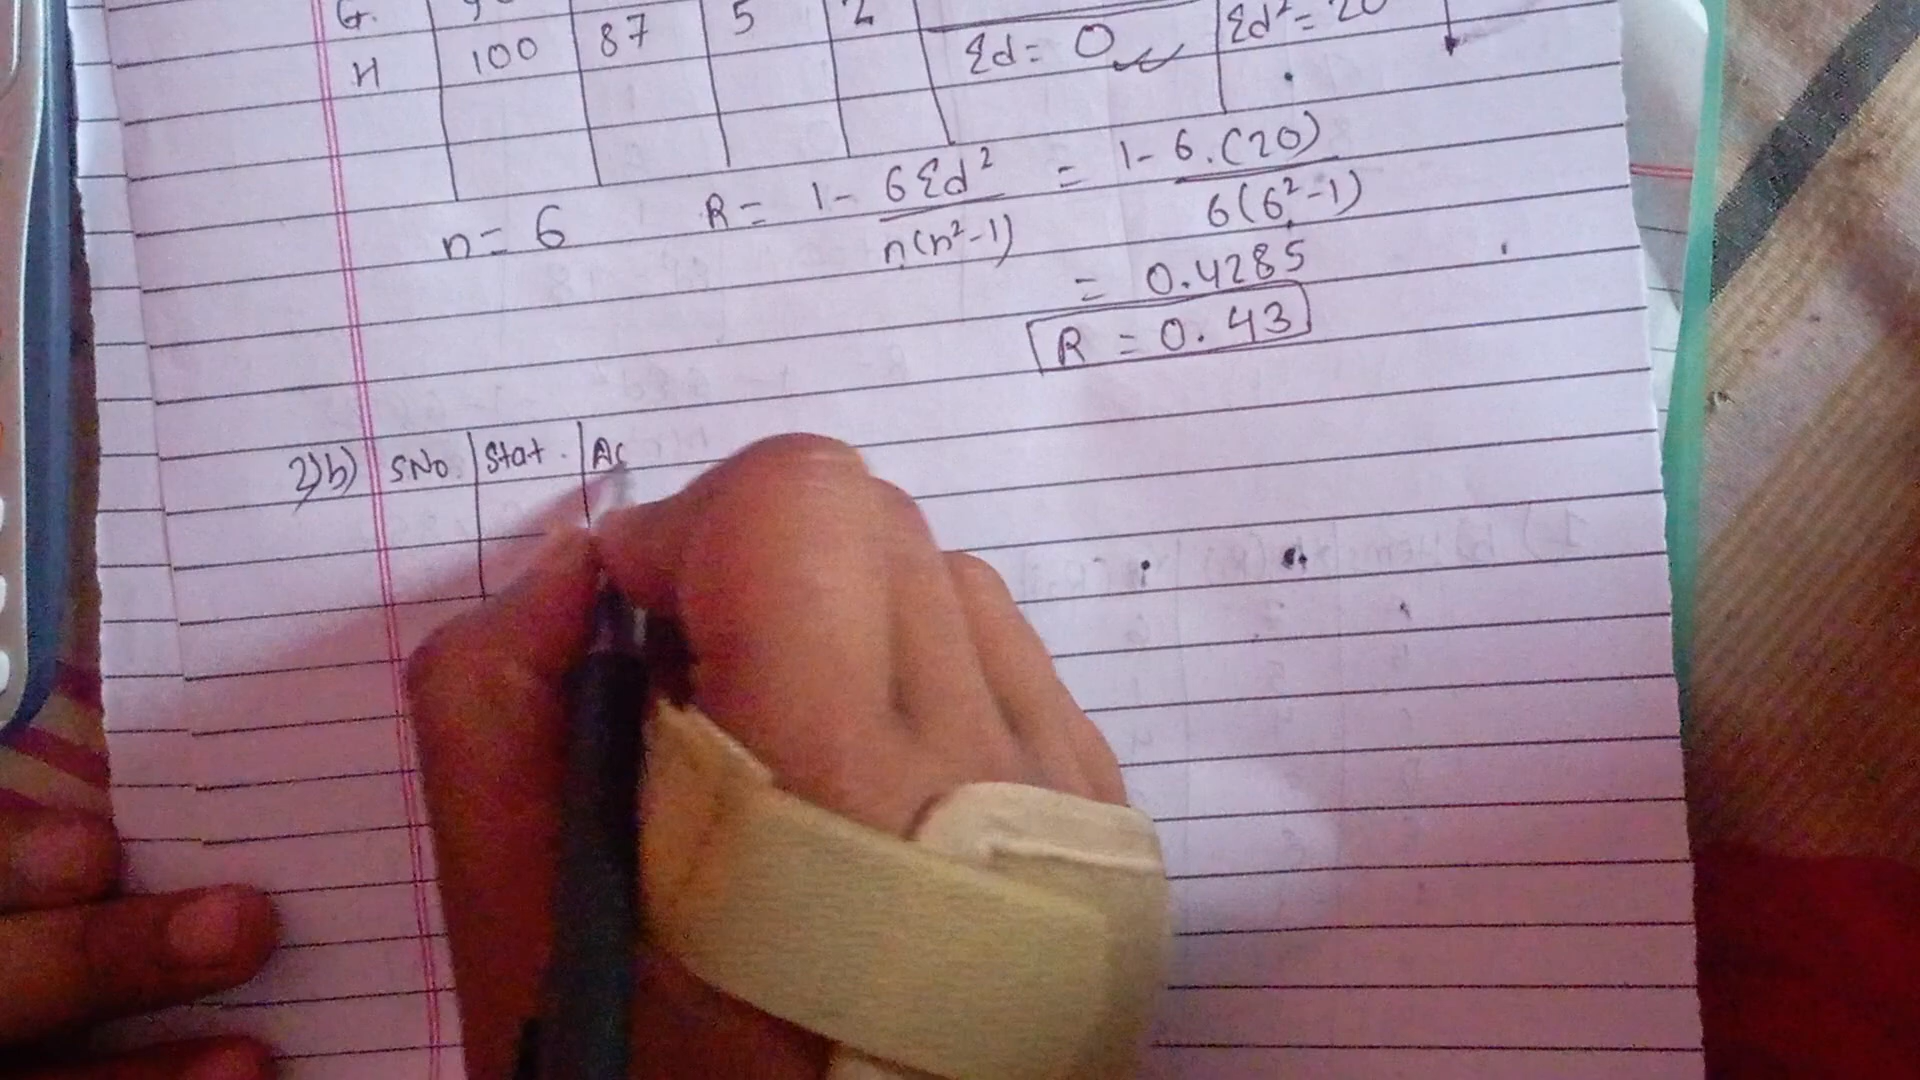 G.
H 100 87 5 2 Σd = 0 Σd² = 20
n = 6 R = 1 - 6Σd² / n(n²-1) = 1 - 6.(20) / 6(6²-1)
= 0.4285
R = 0.43
2)b) SNo. Stat. Ac